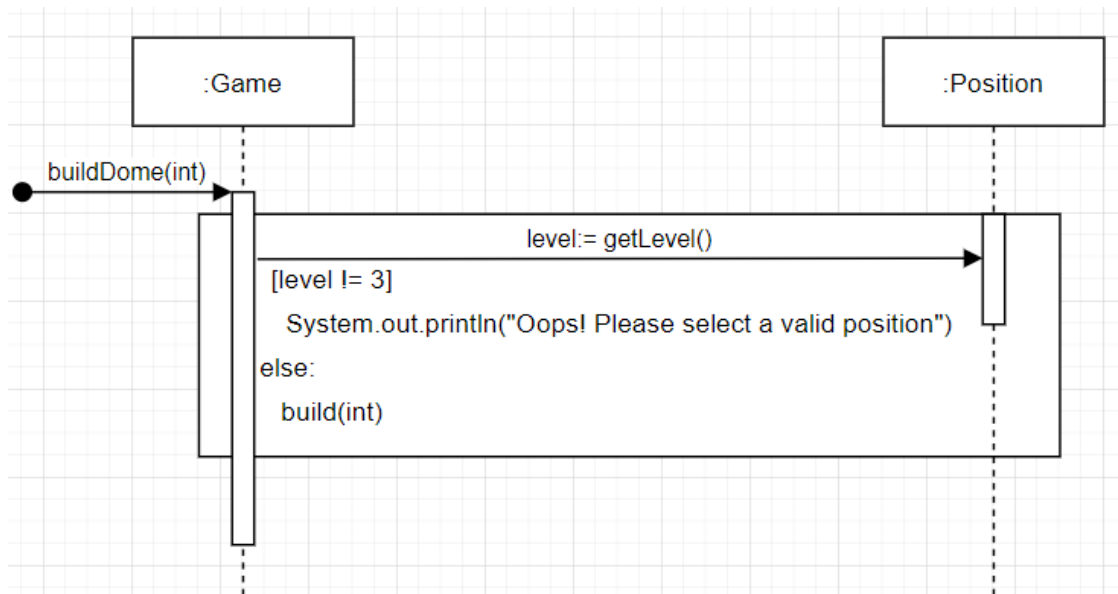 :Game
:Position
buildDome(int)
level:= getLevel()
[level != 3]
System.out.println("Oops! Please select a valid position")
else:
build(int)